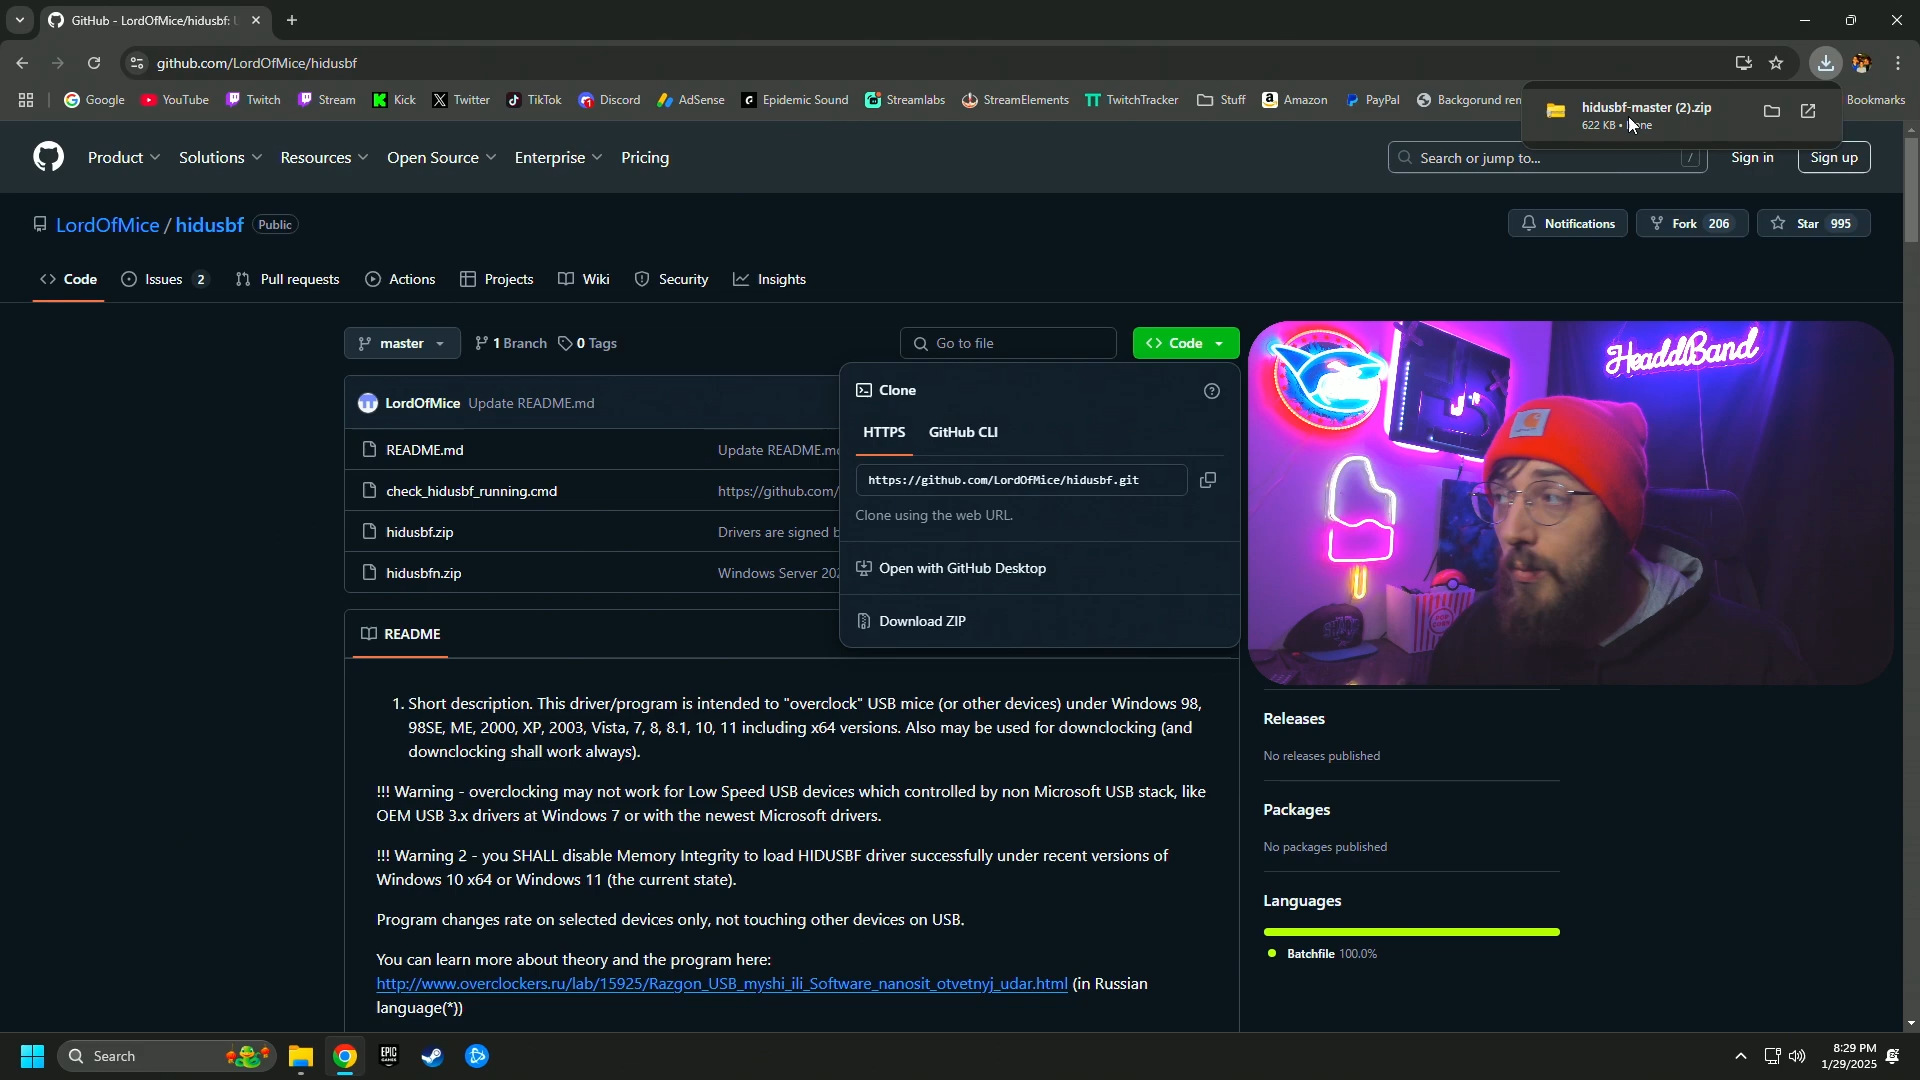 GitHub - LordOfMice/hidusbf:
github.com/LordOfMice/hidusbf
Google
YouTube
Twitch
Stream
Kick
Twitter
TikTok
Discord
AdSense
Epidemic Sound
Streamlabs
StreamElements
TwitchTracker
Stuff
Amazon
PayPal
Bookmarks
hidusbf-master (2).zip
622 KB •
Product
Solutions
Resources
Open Source
Enterprise
Pricing
Search or jump to...
/
Sign in
Sign up
LordOfMice / hidusbf
Public
Notifications
Fork 206
Star 995
Code
Issues 2
Pull requests
Actions
Projects
Wiki
Security
Insights
master
1 Branch
0 Tags
Go to file
Code
Clone
HTTPS
GitHub CLI
https://github.com/LordOfMice/hidusbf.git
Clone using the web URL.
Open with GitHub Desktop
Download ZIP
LordOfMice Update README.md
README.md
check_hidusbf_running.cmd
https://github.com/
hidusbf.zip
Drivers are signed
hidusbfn.zip
Windows Server
README
1. Short description. This driver/program is intended to "overclock" USB mice (or other devices) under Windows 98,
98SE, ME, 2000, XP, 2003, Vista, 7, 8, 8.1, 10, 11 including x64 versions. Also may be used for downclocking (and
downclocking shall work always).
!!! Warning - overclocking may not work for Low Speed USB devices which controlled by non Microsoft USB stack, like
OEM USB 3.x drivers at Windows 7 or with the newest Microsoft drivers.
!!! Warning 2 - you SHALL disable Memory Integrity to load HIDUSBF driver successfully under recent versions of
Windows 10 x64 or Windows 11 (the current state).
Program changes rate on selected devices only, not touching other devices on USB.
You can learn more about theory and the program here:
http://www.overclockers.ru/lab/15925/Razgon_USB_myshi_ili_Software_nanosit_otvetnyj_udar.html (in Russian
language(*))
HeaddBand
Releases
No releases published
Packages
No packages published
Languages
Batchfile 100.0%
Search
EPIC
GAMES
8:29 PM
1/29/2025